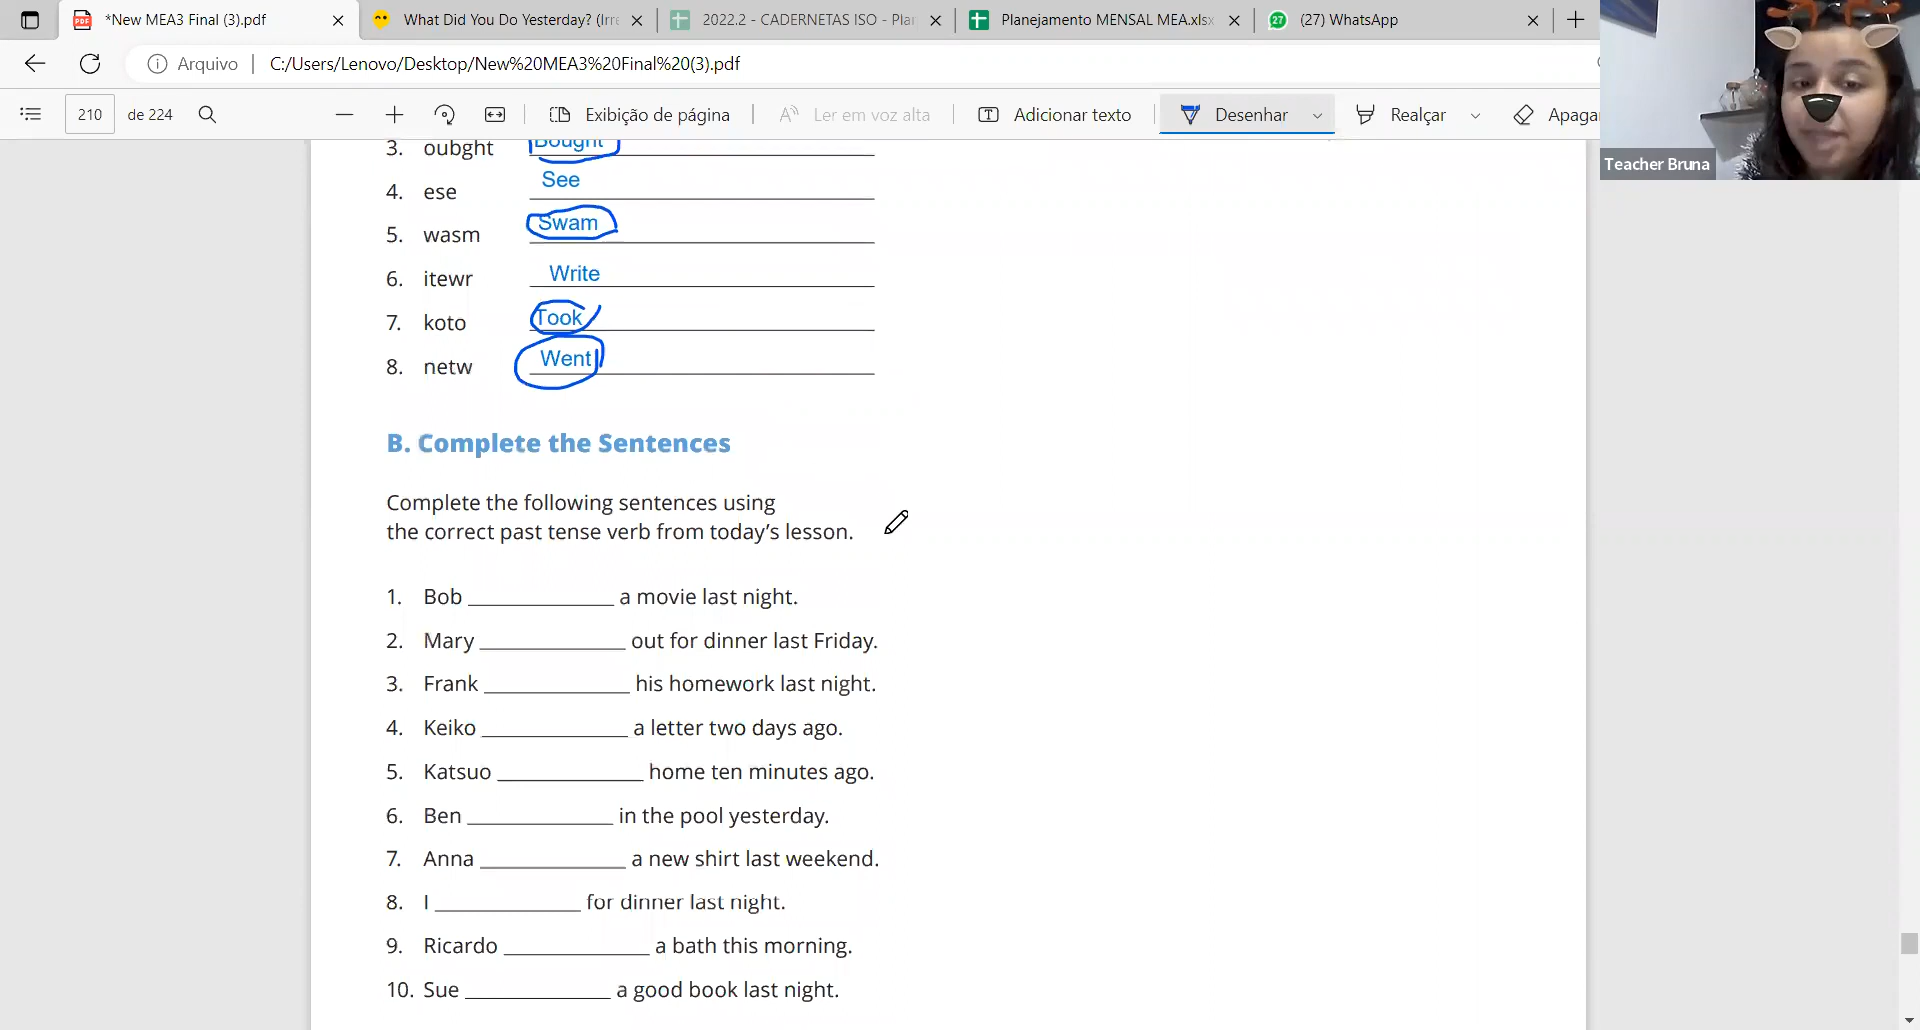 *New MEA3 Final (3).pdf
What Did You Do Yesterday? (Irre
2022.2 - CADERNETAS ISO - Plan
Planejamento MENSAL MEA.xlsx
27
(27) WhatsApp
Arquivo
C:/Users/Lenovo/Desktop/New%20MEA3%20Final%20(3).pdf
210
de 224
Exibição de página
Ler em voz alta
Adicionar texto
Desenhar
Realçar
Apagar
Teacher Bruna
3. oubght Bought
4. ese See
5. wasm Swam
6. itewr Write
7. koto Took
8. netw Went
B. Complete the Sentences
Complete the following sentences using
the correct past tense verb from today's lesson.
1. Bob ____________ a movie last night.
2. Mary ____________ out for dinner last Friday.
3. Frank ____________ his homework last night.
4. Keiko ____________ a letter two days ago.
5. Katsuo ____________ home ten minutes ago.
6. Ben ____________ in the pool yesterday.
7. Anna ____________ a new shirt last weekend.
8. I ____________ for dinner last night.
9. Ricardo ____________ a bath this morning.
10. Sue ____________ a good book last night.